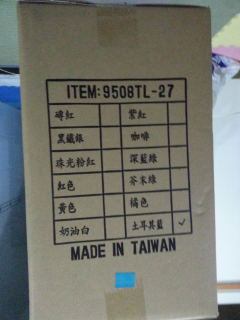 ITEM:9508TL-27
磚紅 紫紅
黑鐵銀 咖啡
珠光粉紅 深藍綠
紅色 芥末綠
黃色 橘色
奶油白 土耳其藍 ✓
MADE IN TAIWAN